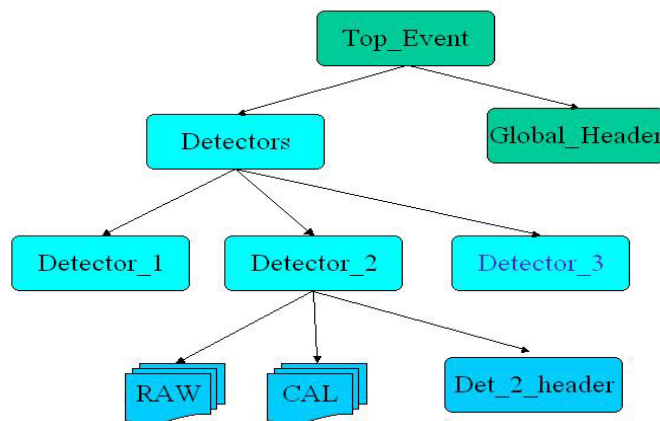 Top_Event
Detectors
Global_Header
Detector_1
Detector_2
Detector_3
RAW
CAL
Det_2_header